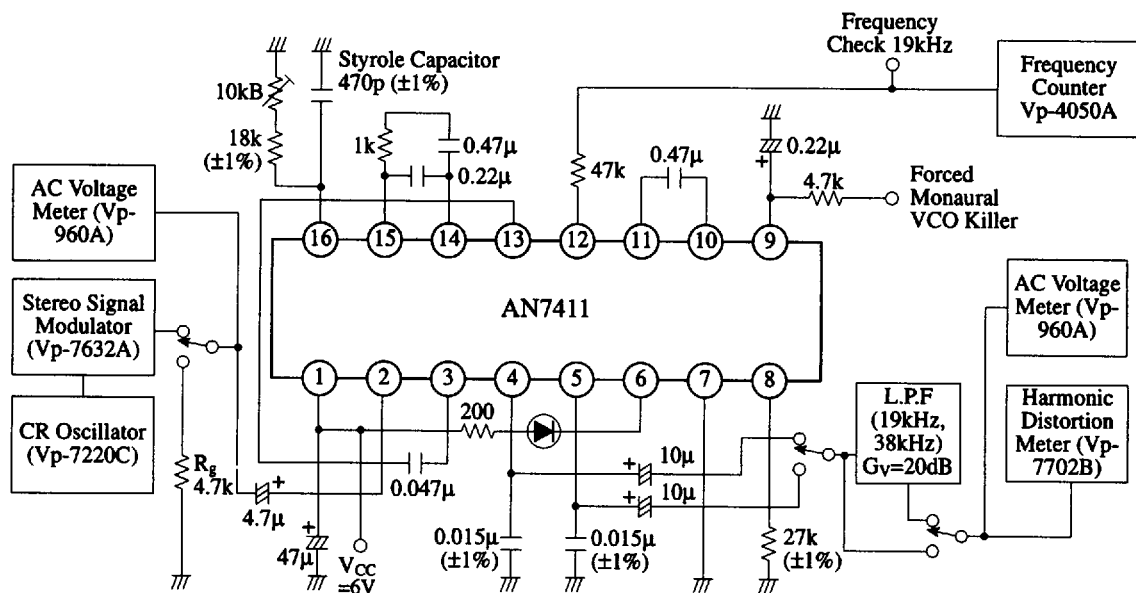 Frequency
Check 19kHz
Frequency
Counter
Vp-4050A
Styrole Capacitor
470p (±1%)
10kB
18k
(±1%)
1k
0.47μ
0.22μ
47k
0.47μ
0.22μ
+
4.7k
Forced
Monaural
VCO Killer
AC Voltage
Meter (Vp-
960A)
16
15
14
13
12
11
10
9
Stereo Signal
Modulator
(Vp-7632A)
AN7411
AC Voltage
Meter (Vp-
960A)
1
2
3
4
5
6
7
8
CR Oscillator
(Vp-7220C)
200
L.P.F
(19kHz,
38kHz)
Gv=20dB
Harmonic
Distortion
Meter (Vp-
7702B)
Rg
4.7k
+
4.7μ
0.047μ
+
10μ
+
10μ
+
47μ
VCC
=6V
0.015μ
(±1%)
0.015μ
(±1%)
27k
(±1%)